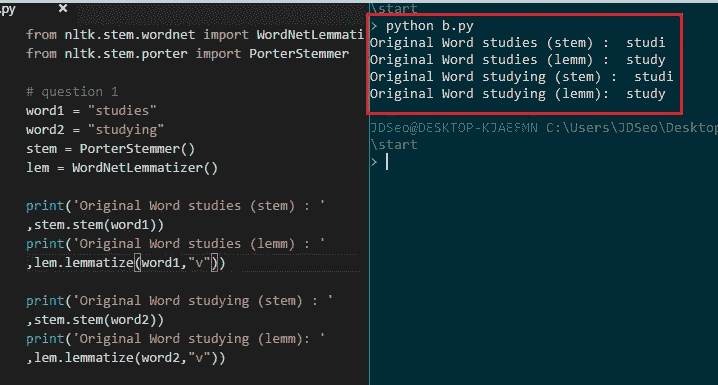 .py
from nltk.stem.wordnet import WordNetLemmati
from nltk.stem.porter import PorterStemmer
# question 1
word1 = "studies"
word2 = "studying"
stem = PorterStemmer()
lem = WordNetLemmatizer()
print('Original Word studies (stem) : '
,stem.stem(word1))
print('Original Word studies (lemm) : '
,lem.lemmatize(word1,"v"))
print('Original Word studying (stem) : '
,stem.stem(word2))
print('Original Word studying (lemm): '
,lem.lemmatize(word2,"v"))
\start
> python b.py
Original Word studies (stem) :  studi
Original Word studies (lemm) :  study
Original Word studying (stem) :  studi
Original Word studying (lemm):  study
JDSeo@DESKTOP-KJAEFMN C:\Users\JDSeo\Desktop
\start
>